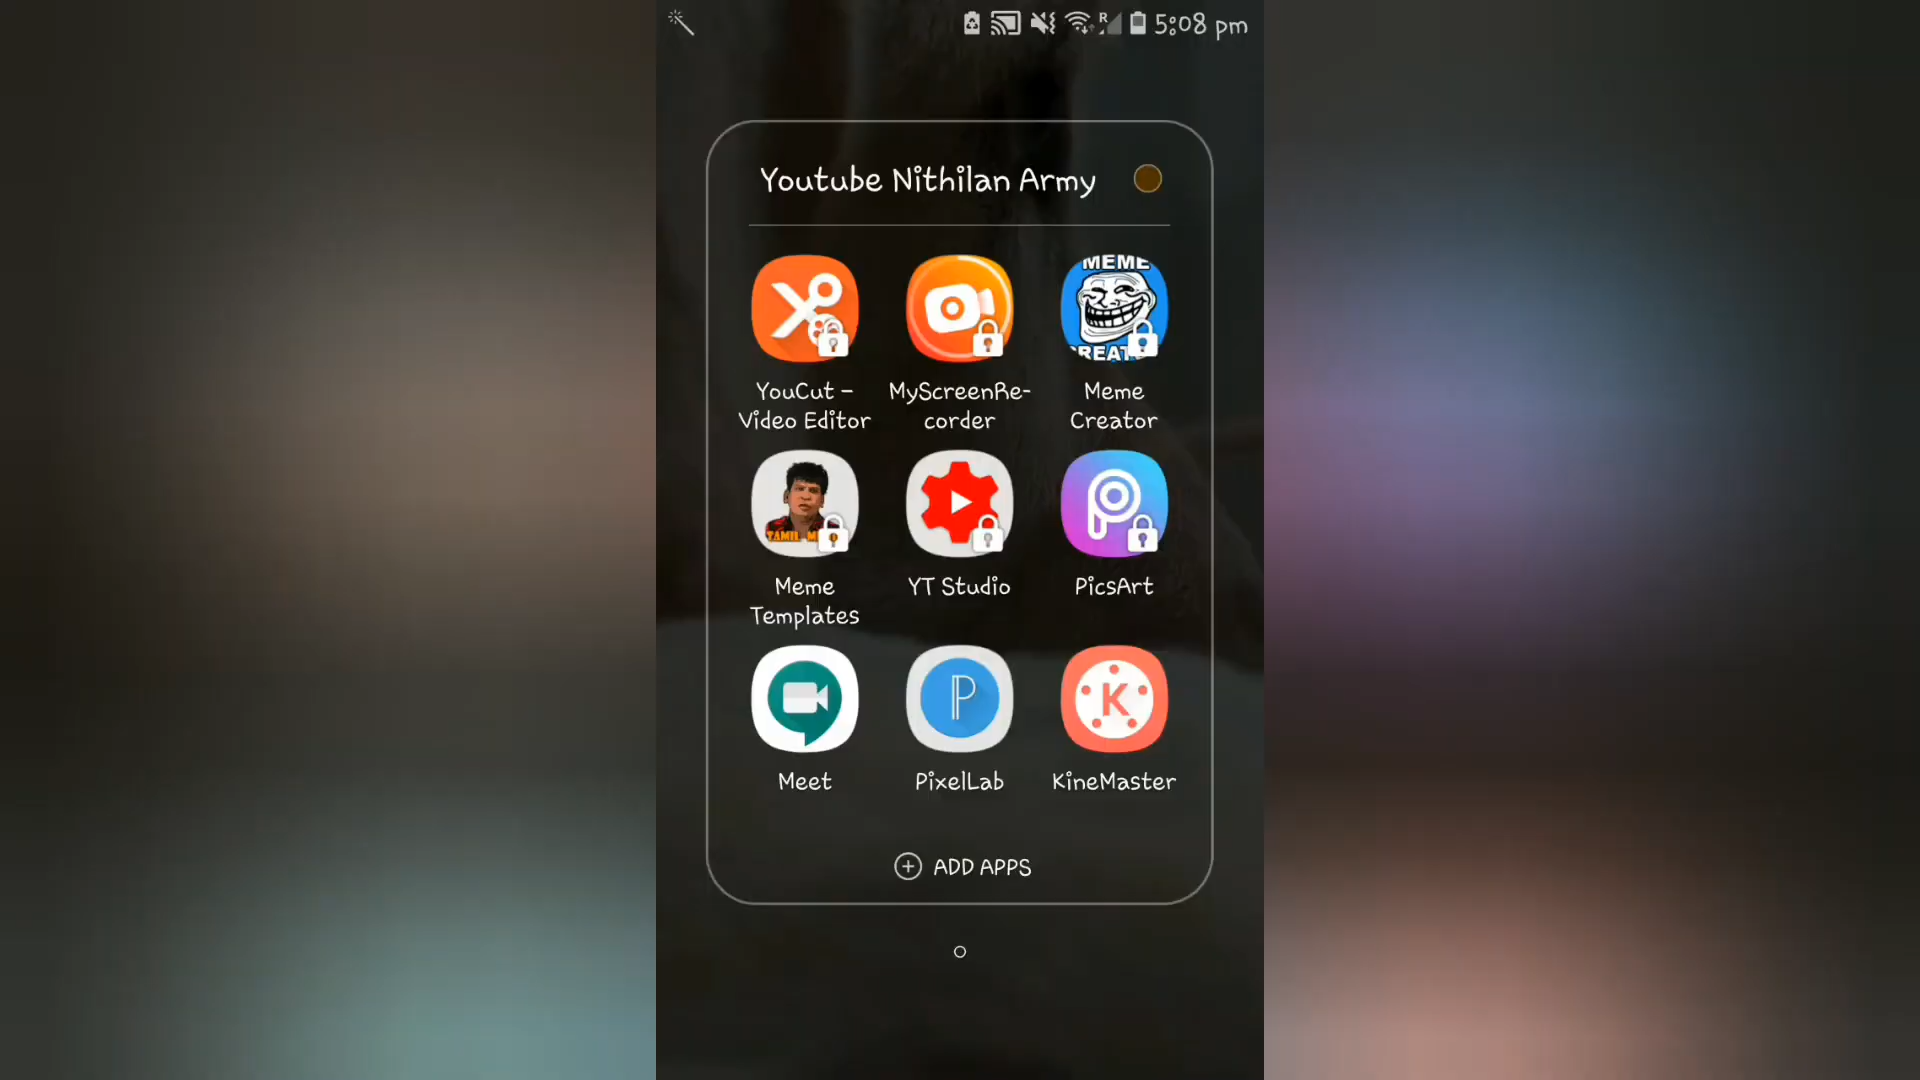 R
5:08 pm
Youtube Nithilan Army
MEME
YouCut -
Video Editor
MyScreenRe-
corder
Meme
Creator
TAMIL
Meme
Templates
YT Studio
PicsArt
K
Meet
PixelLab
KineMaster
ADD APPS